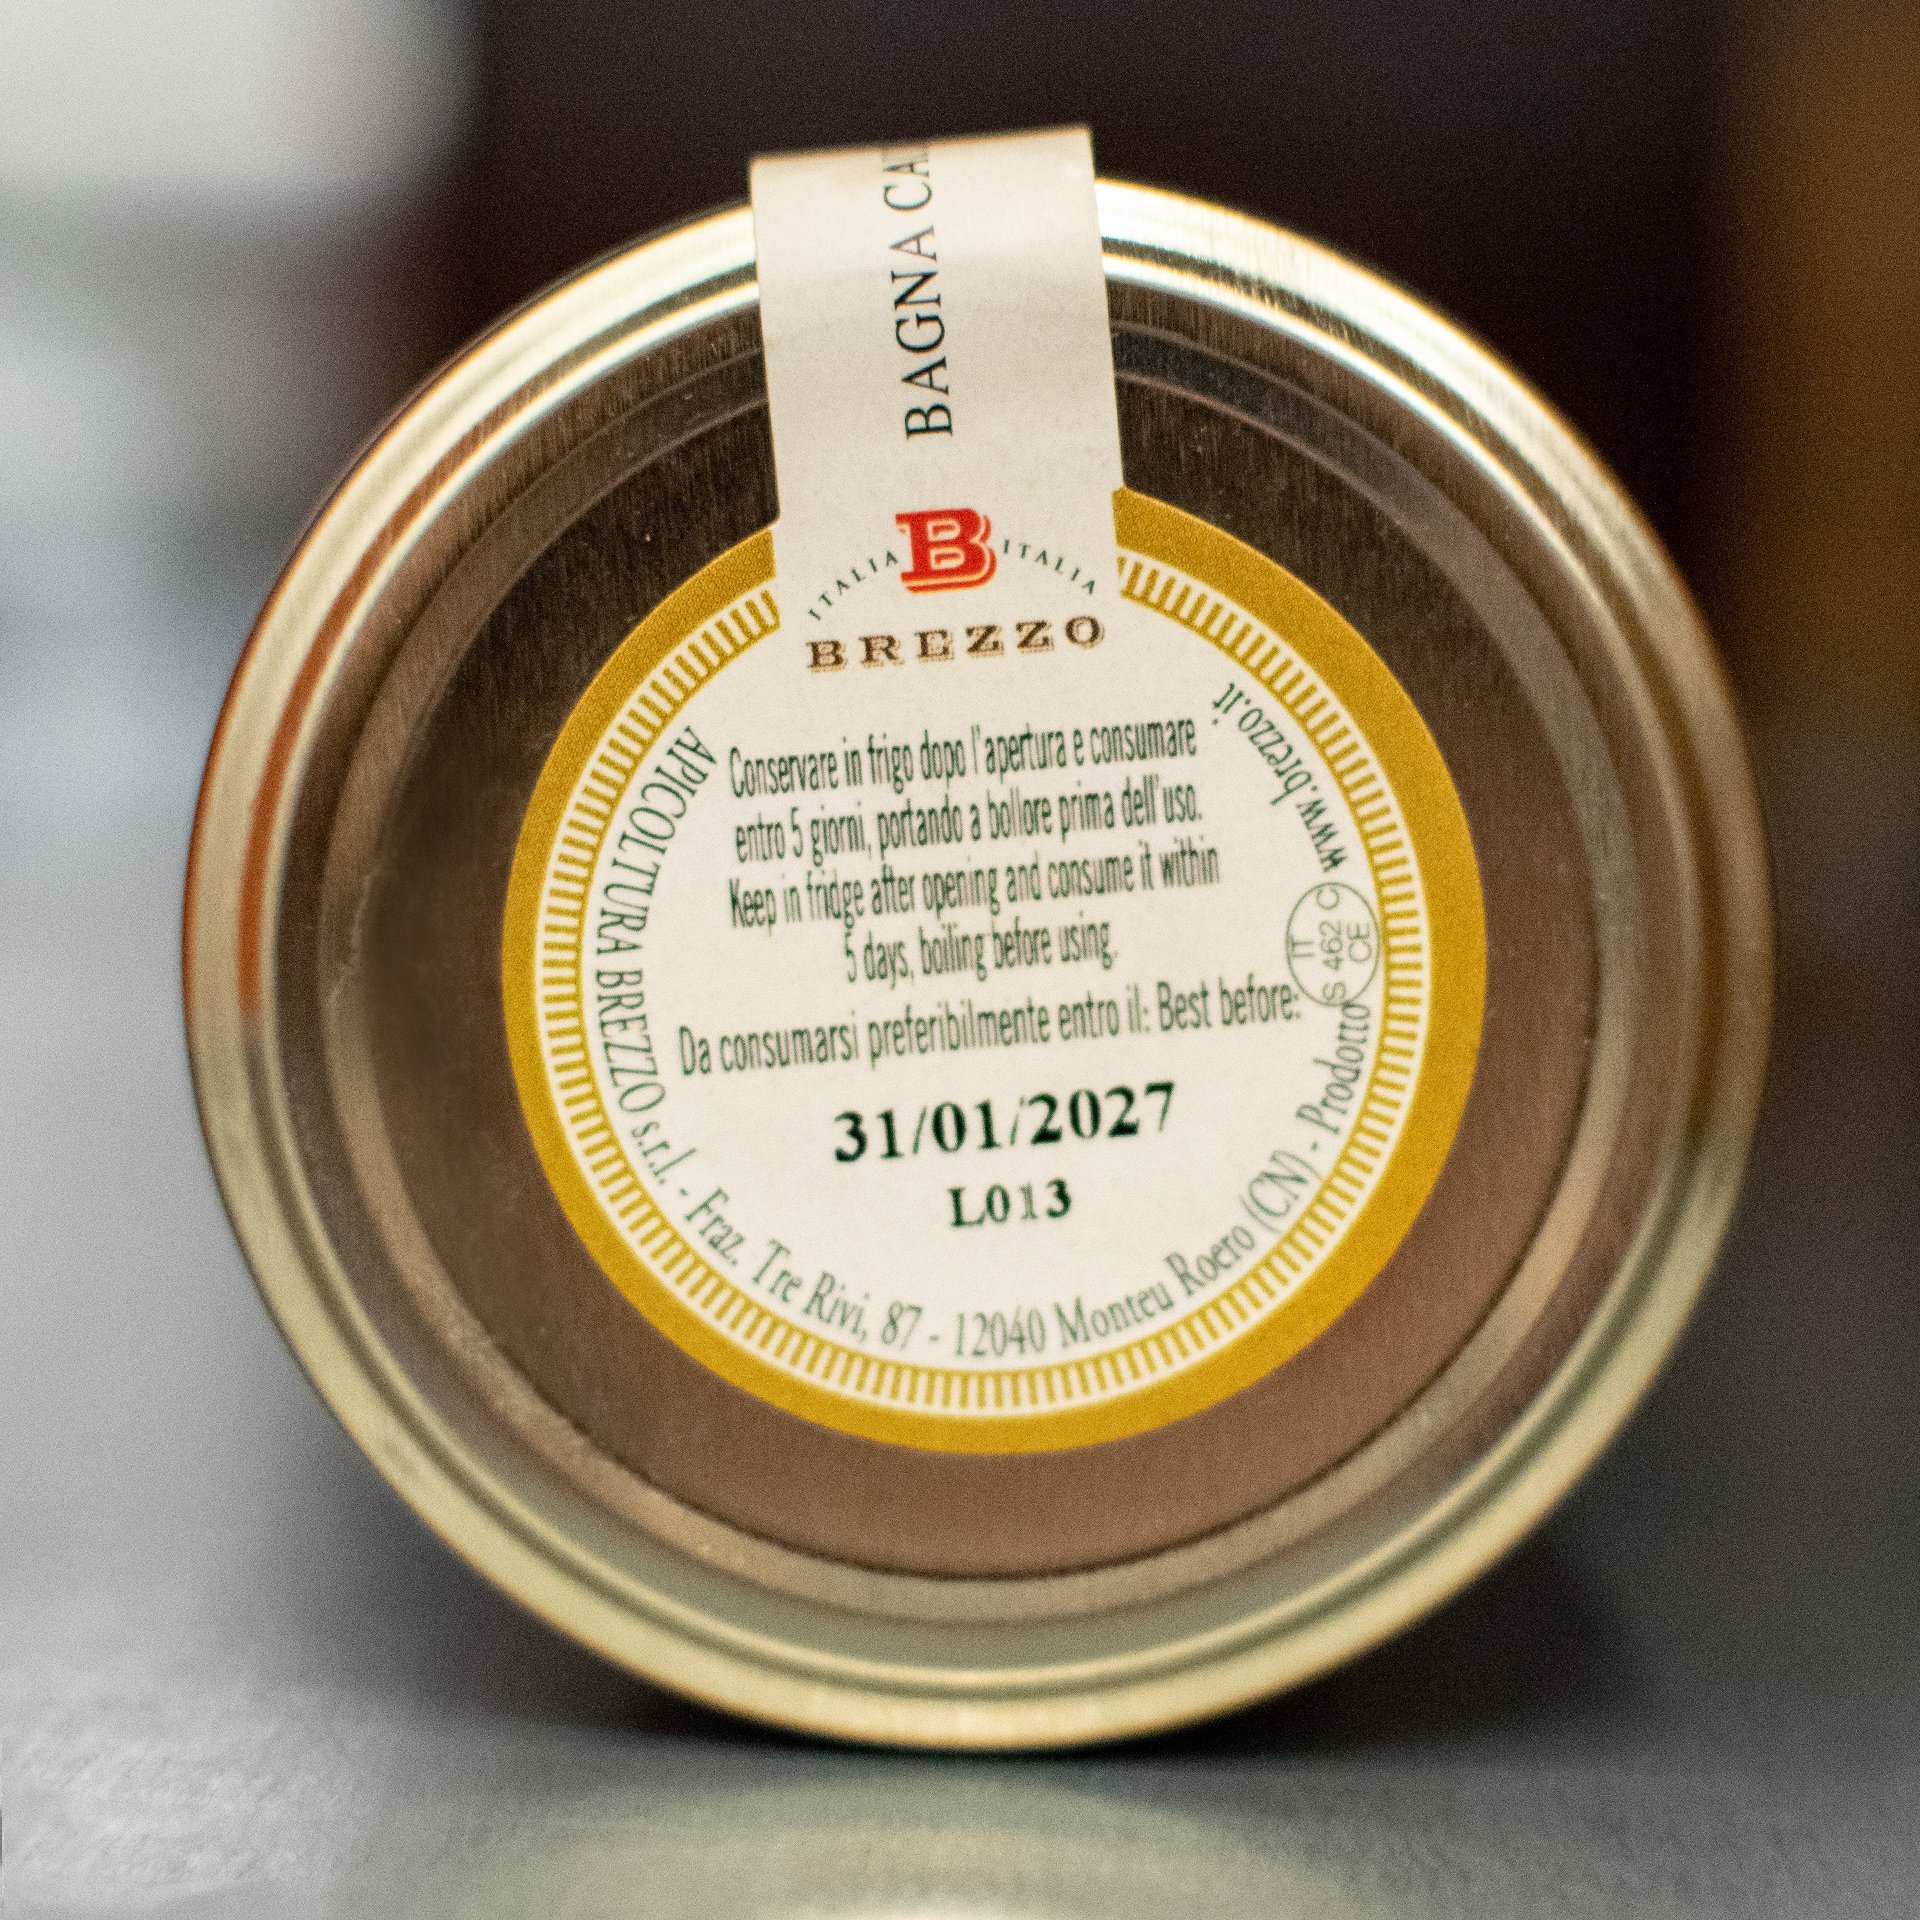 BAGNA CA
B
ITALIA ITALIA
BREZZO
Conservare in frigo dopo l'apertura e consumare
entro 5 giorni, portando a bollore prima dell'uso.
Keep in fridge after opening and consume it within
5 days, boiling before using.
Da consumarsi preferibilmente entro il: Best before:
31/01/2027
L013
APICOLTURA BREZZO s.r.l. - Fraz. Tre Rivi, 87 - 12040 Monteu Roero (CN) - Prodotto
IT
S 462 C
CE
www.brezzo.it